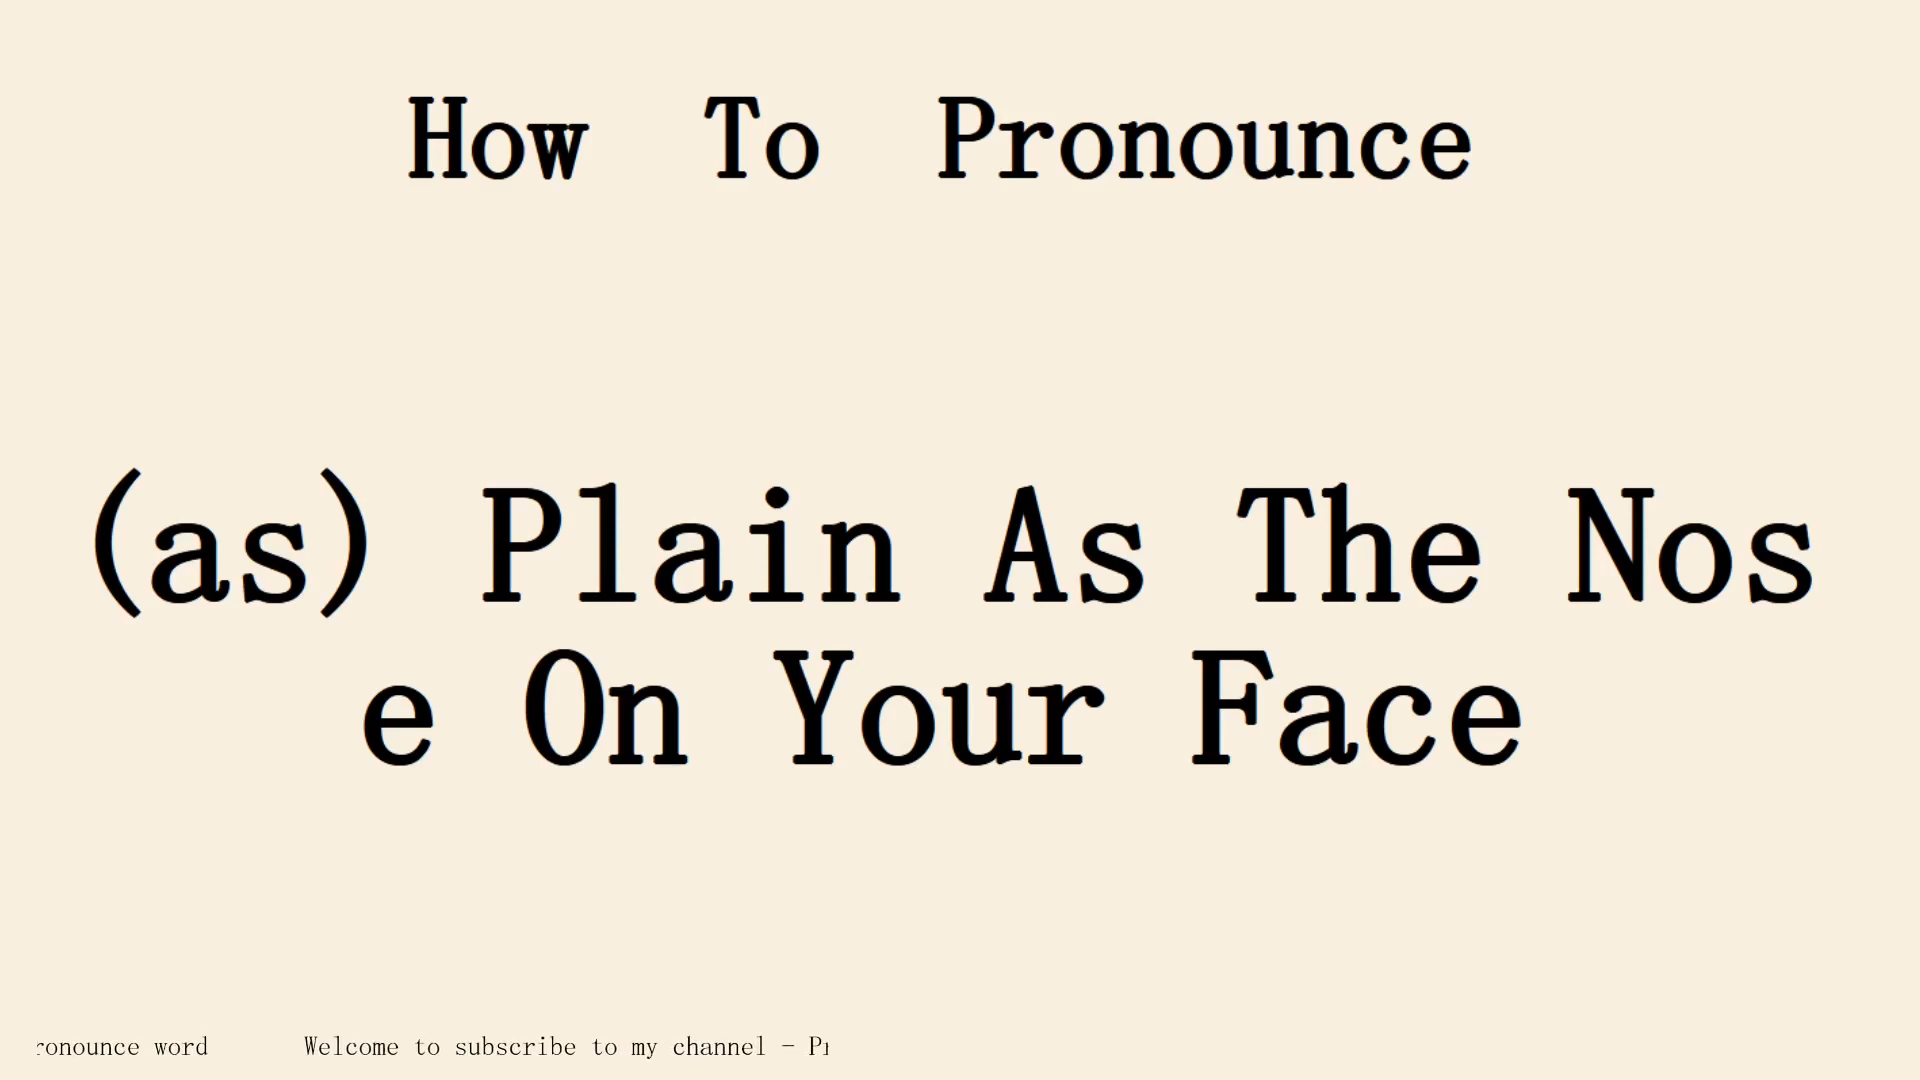 How To Pronounce
(as) Plain As The Nos
e On Your Face
ronounce word Welcome to subscribe to my channel - Pr